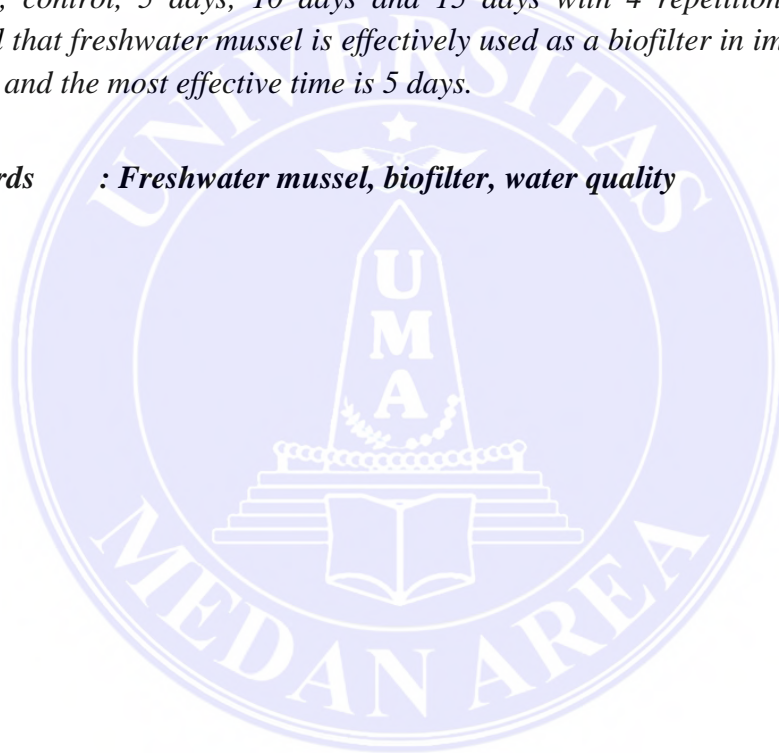 control, 5 days, 10 days and 15 days with 4 repetition
that freshwater mussel is effectively used as a biofilter in im
and the most effective time is 5 days.
: Freshwater mussel, biofilter, water quality
UNIVERSITAS
UMA
MEDAN AREA